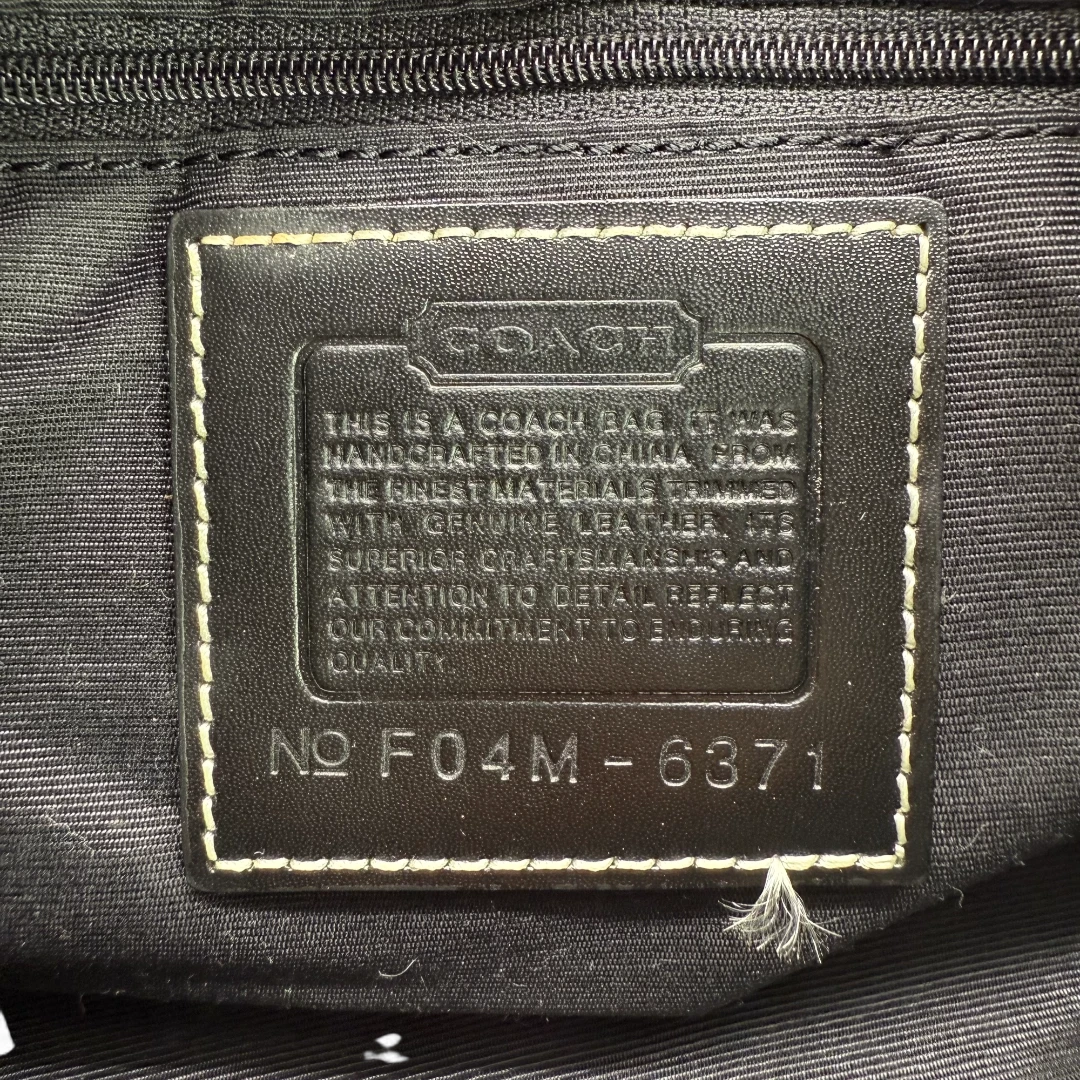 COACH
THIS IS A COACH BAG. IT WAS
HANDCRAFTED IN CHINA FROM
THE FINEST MATERIALS TRIMMED
WITH GENUINE LEATHER. ITS
SUPERIOR CRAFTSMANSHIP AND
ATTENTION TO DETAIL REFLECT
OUR COMMITMENT TO ENDURING
QUALITY.
No F04M-6371